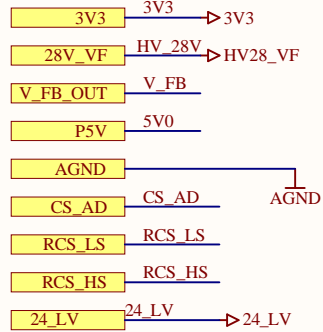 3V3 3V3 3V3
28V_VF HV_28V HV28_VF
V_FB_OUT V_FB
P5V 5V0
AGND AGND
CS_AD CS_AD
RCS_LS RCS_LS
RCS_HS RCS_HS
24_LV 24_LV 24_LV